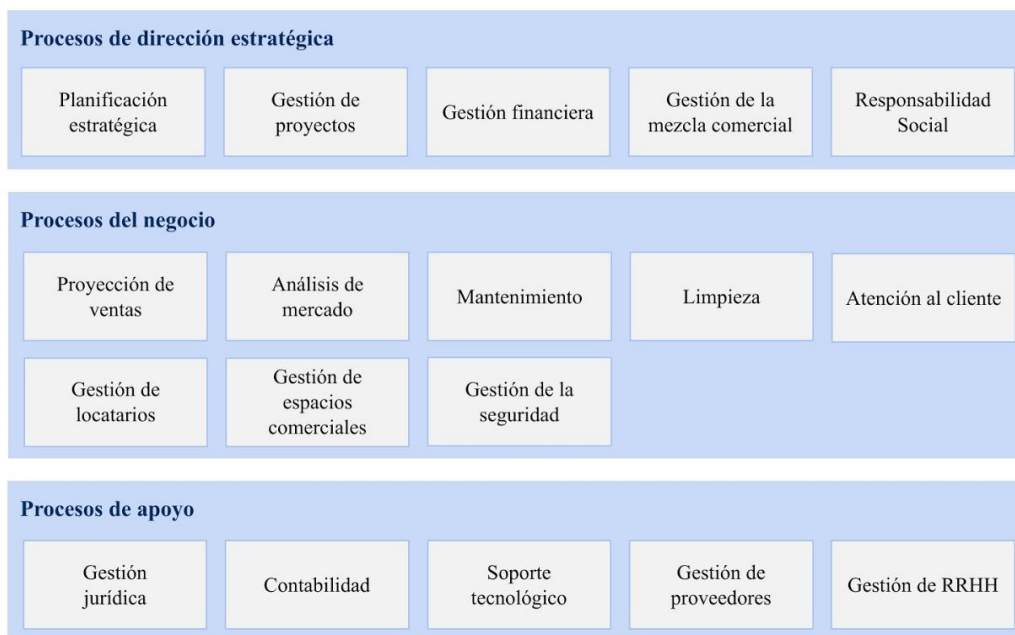 Procesos de dirección estratégica
Planificación
estratégica
Gestión de
proyectos
Gestión financiera
Gestión de la
mezcla comercial
Responsabilidad
Social
Procesos del negocio
Proyección de
ventas
Análisis de
mercado
Mantenimiento
Limpieza
Atención al cliente
Gestión de
locatarios
Gestión de
espacios
comerciales
Gestión de la
seguridad
Procesos de apoyo
Gestión
jurídica
Contabilidad
Soporte
tecnológico
Gestión de
proveedores
Gestión de RRHH